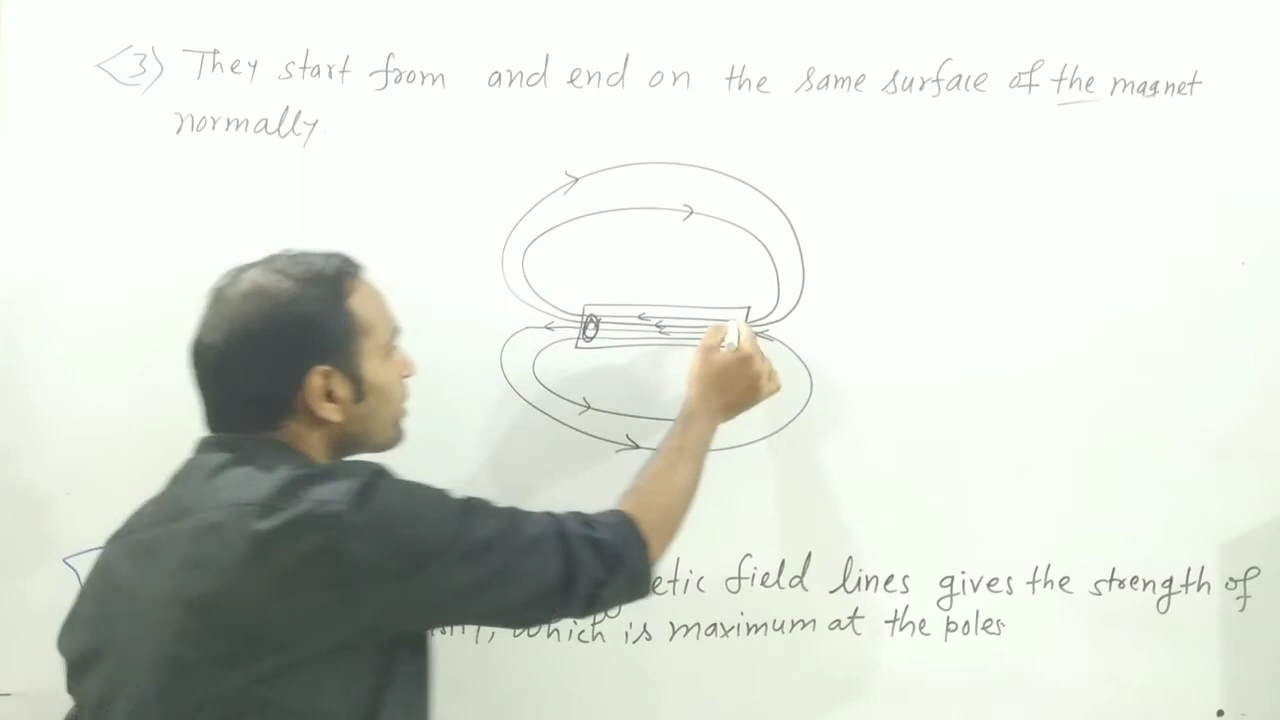 (3) They start from and end on the same surface of the magnet
normally.
field lines gives the strength of
which is maximum at the poles